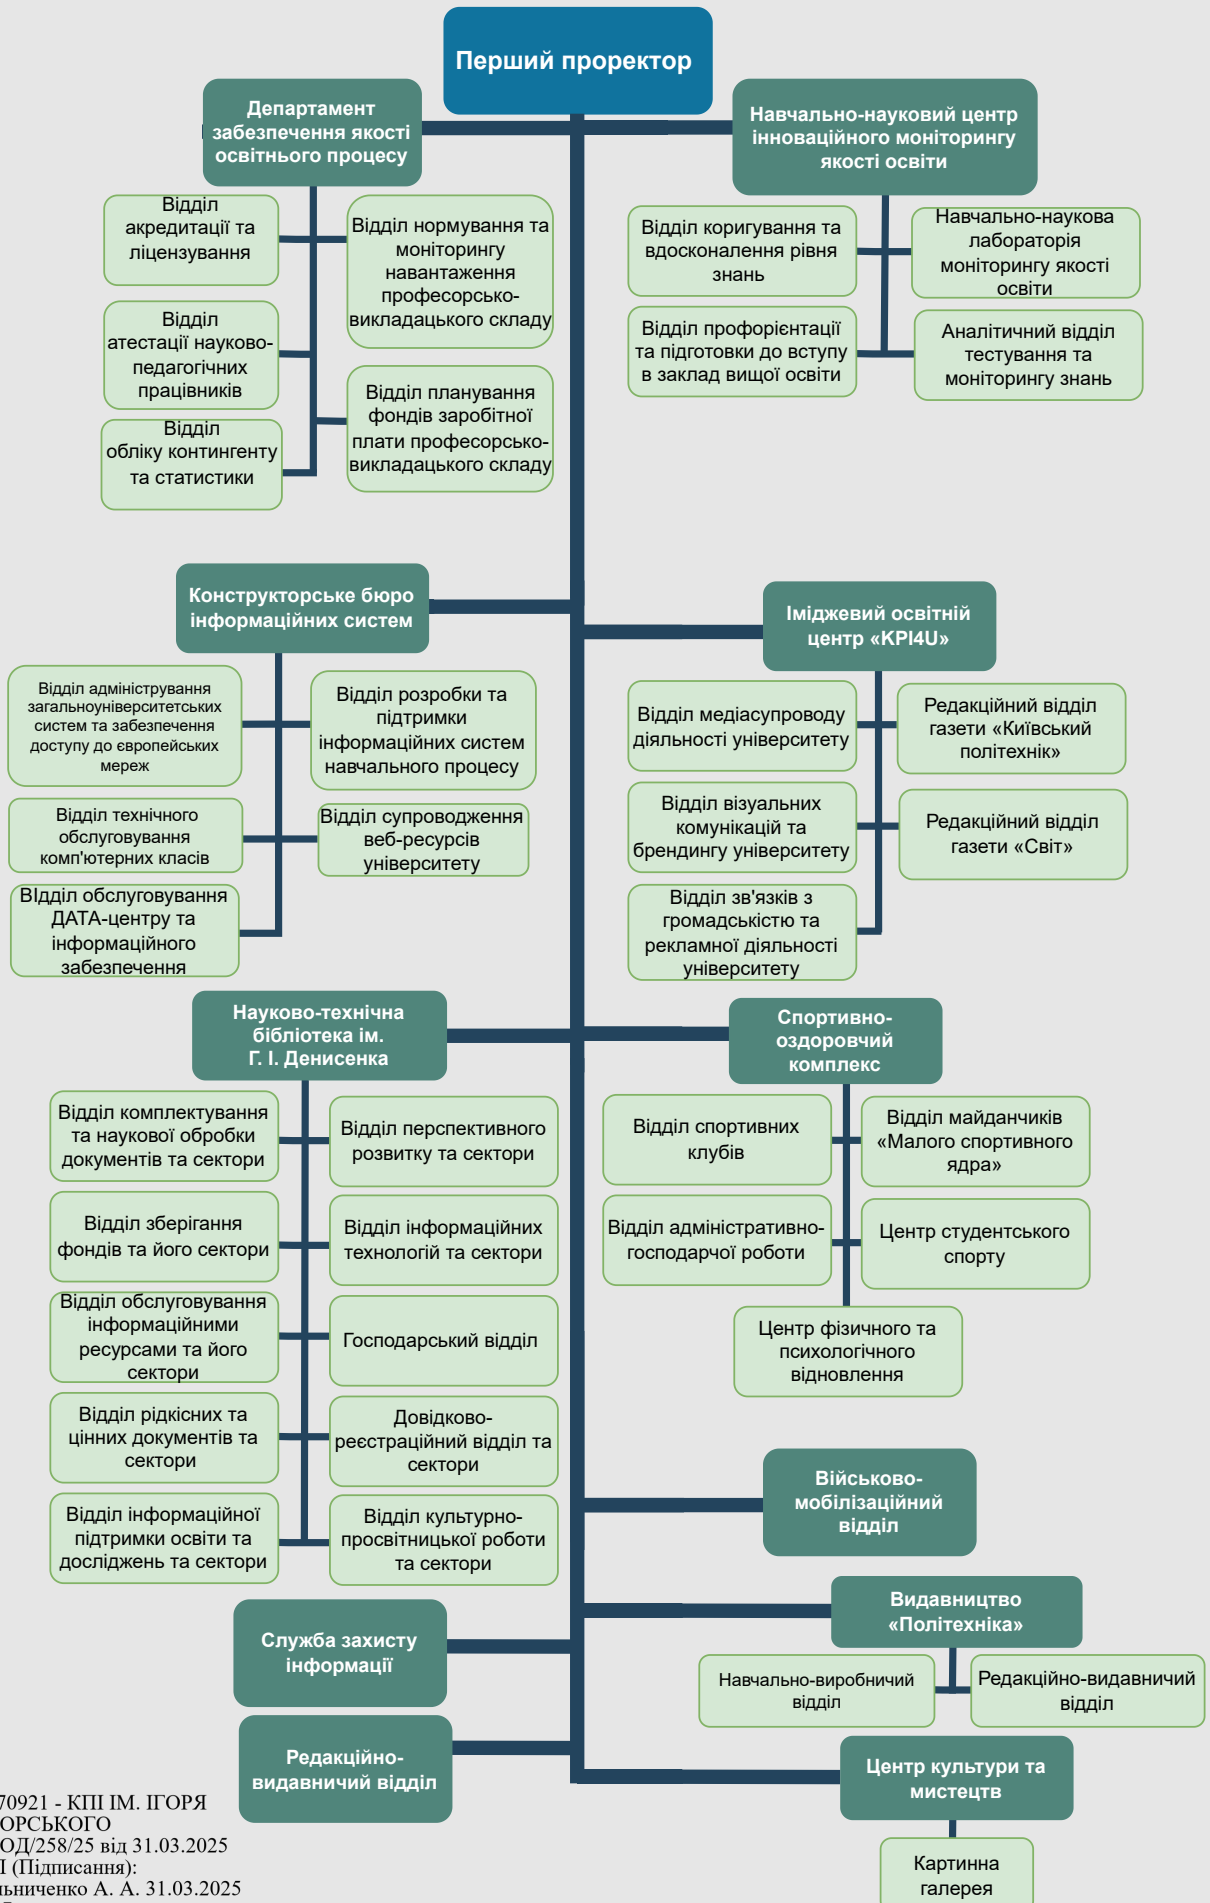 Перший проректор
Департамент
забезпечення якості
освітнього процесу
Навчально-науковий центр
інноваційного моніторингу
якості освіти
Відділ
акредитації та
ліцензування
Відділ нормування та
моніторингу
навантаження
професорсько-
викладацького складу
Відділ
атестації науково-
педагогічних
працівників
Відділ планування
фондів заробітної
плати професорсько-
викладацького складу
Відділ
обліку контингенту
та статистики
Відділ коригування та
вдосконалення рівня
знань
Навчально-наукова
лабораторія
моніторингу якості
освіти
Відділ профорієнтації
та підготовки до вступу
в заклад вищої освіти
Аналітичний відділ
тестування та
моніторингу знань
Конструкторське бюро
інформаційних систем
Іміджевий освітній
центр «KPI4U»
Відділ адміністрування
загальноуніверситетських
систем та забезпечення
доступу до європейських
мереж
Відділ розробки та
підтримки
інформаційних систем
навчального процесу
Відділ технічного
обслуговування
комп'ютерних класів
Відділ супроводження
веб-ресурсів
університету
ВІдділ обслуговування
ДАТА-центру та
інформаційного
забезпечення
Відділ медіасупроводу
діяльності університету
Редакційний відділ
газети «Київський
політехнік»
Відділ візуальних
комунікацій та
брендингу університету
Редакційний відділ
газети «Світ»
Відділ зв'язків з
громадськістю та
рекламної діяльності
університету
Науково-технічна
бібліотека ім.
Г. І. Денисенка
Спортивно-
оздоровчий
комплекс
Відділ комплектування
та наукової обробки
документів та сектори
Відділ перспективного
розвитку та сектори
Відділ зберігання
фондів та його сектори
Відділ інформаційних
технологій та сектори
Відділ обслуговування
інформаційними
ресурсами та його
сектори
Господарський відділ
Відділ рідкісних та
цінних документів та
сектори
Довідково-
реєстраційний відділ та
сектори
Відділ інформаційної
підтримки освіти та
досліджень та сектори
Відділ культурно-
просвітницької роботи
та сектори
Відділ спортивних
клубів
Відділ майданчиків
«Малого спортивного
ядра»
Відділ адміністративно-
господарчої роботи
Центр студентського
спорту
Центр фізичного та
психологічного
відновлення
Військово-
мобілізаційний
відділ
Служба захисту
інформації
Видавництво
«Політехніка»
Навчально-виробничий
відділ
Редакційно-видавничий
відділ
Редакційно-
видавничий відділ
Центр культури та
мистецтв
Картинна
галерея
70921 - КПІ ІМ. ІГОРЯ
ОРСЬКОГО
ОД/258/25 від 31.03.2025
І (Підписання):
льниченко А. А. 31.03.2025